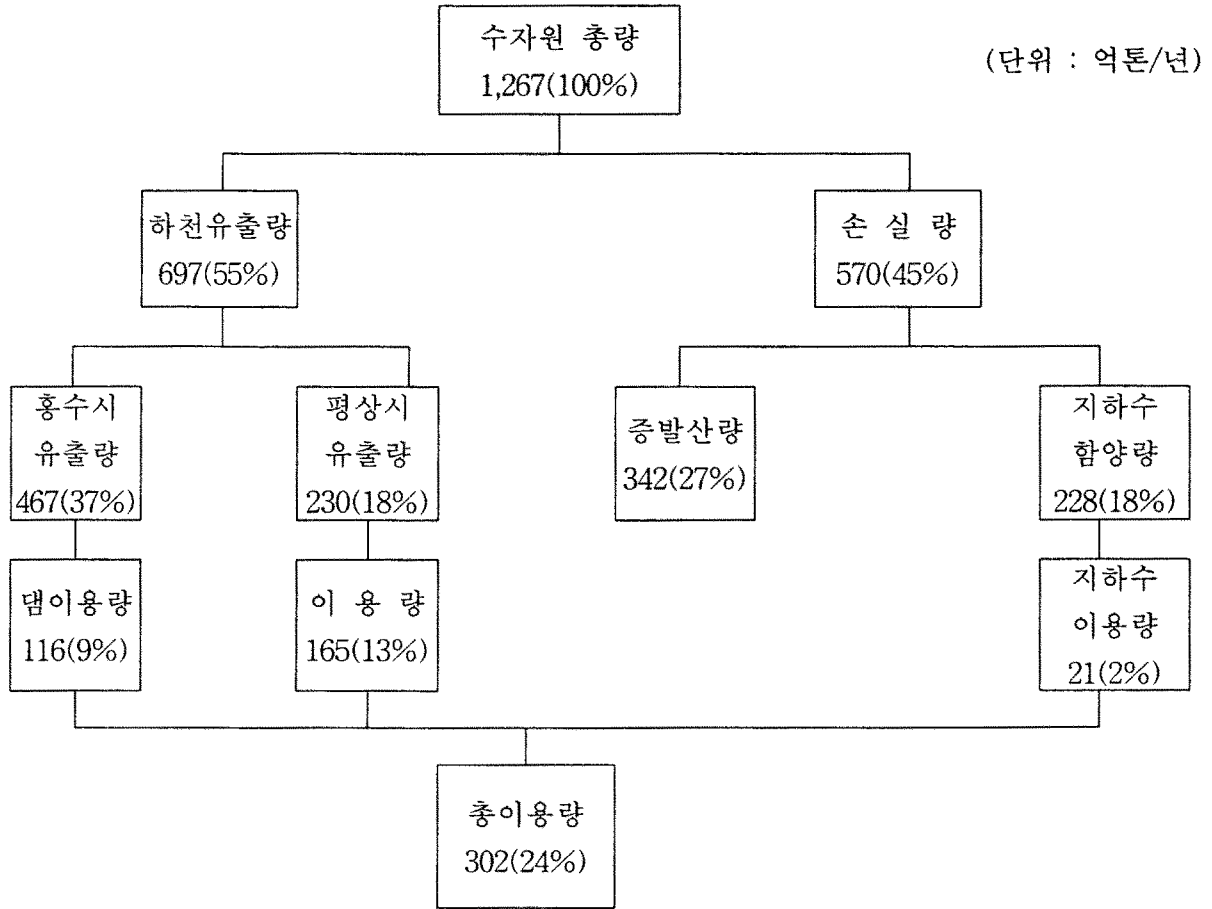 수자원 총량
1,267(100%)
(단위 : 억톤/년)
하천유출량
697(55%)
손 실 량
570(45%)
홍수시
유출량
467(37%)
평상시
유출량
230(18%)
증발산량
342(27%)
지하수
함양량
228(18%)
댐이용량
116(9%)
이 용 량
165(13%)
지하수
이용량
21(2%)
총이용량
302(24%)